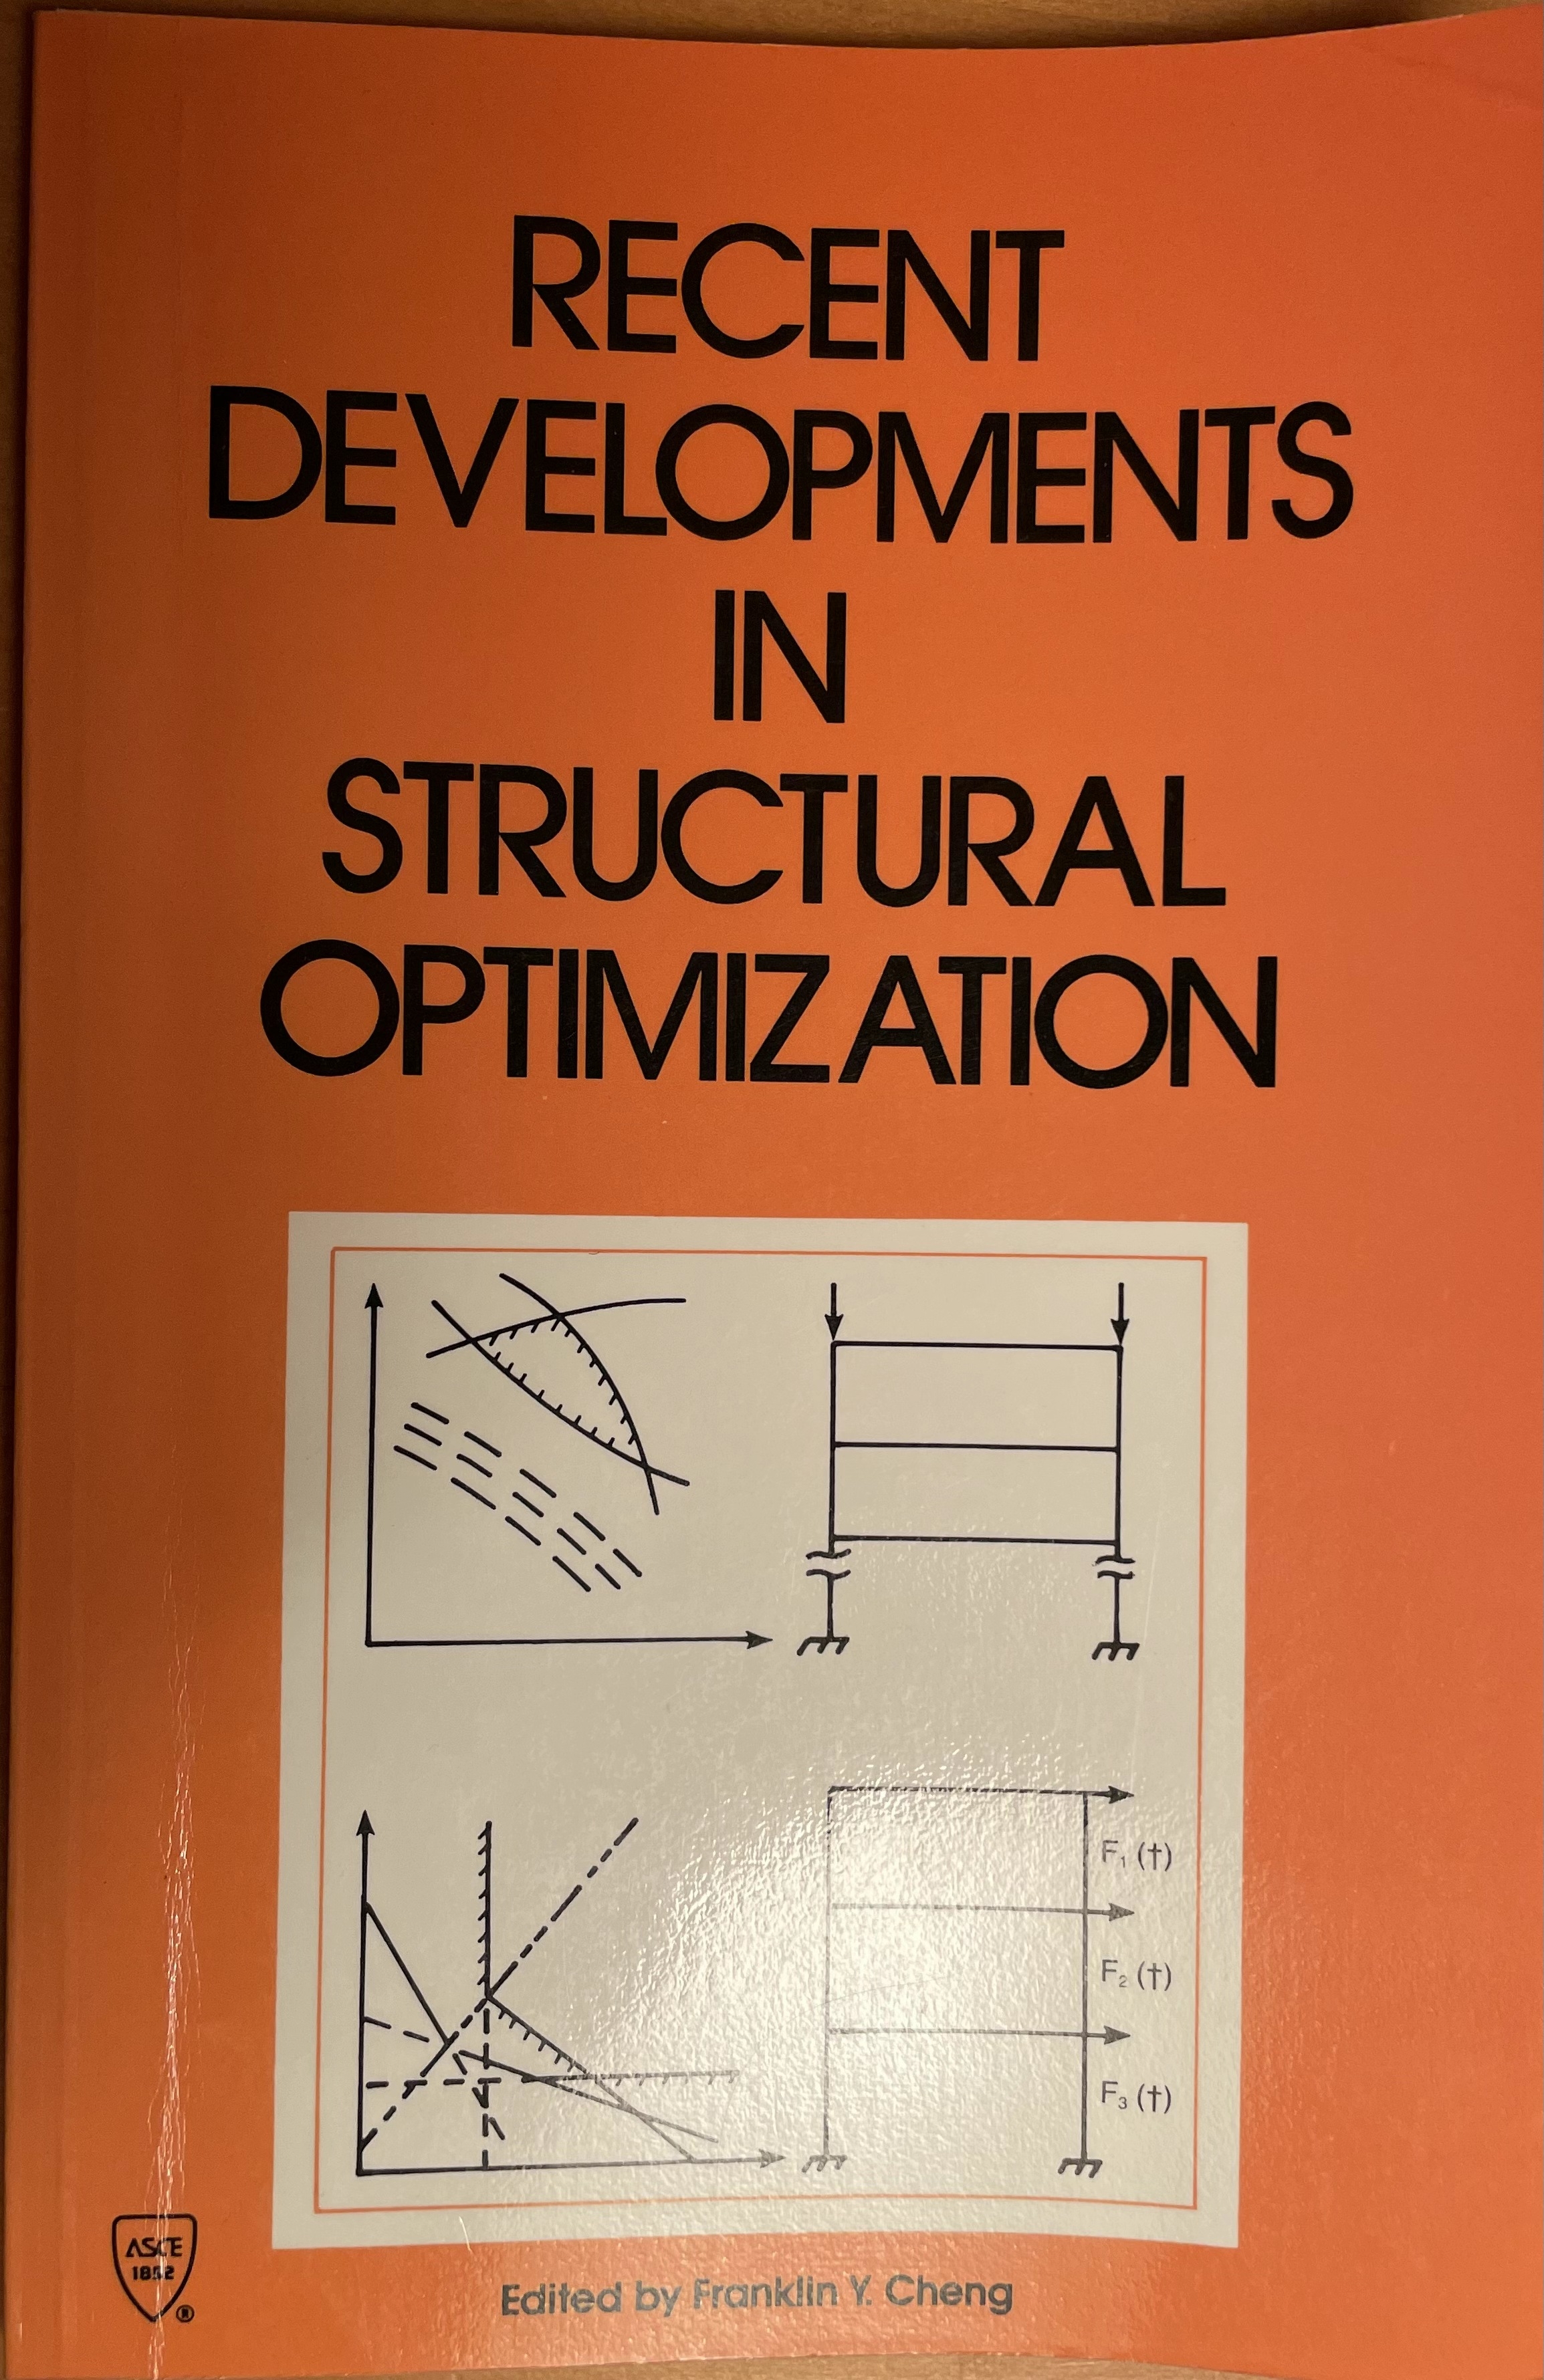 RECENT
DEVELOPMENTS
IN
STRUCTURAL
OPTIMIZATION
F₁ (†)
F₂ (†)
F₃ (†)
ASCE
1852
®
Edited by Franklin Y. Cheng